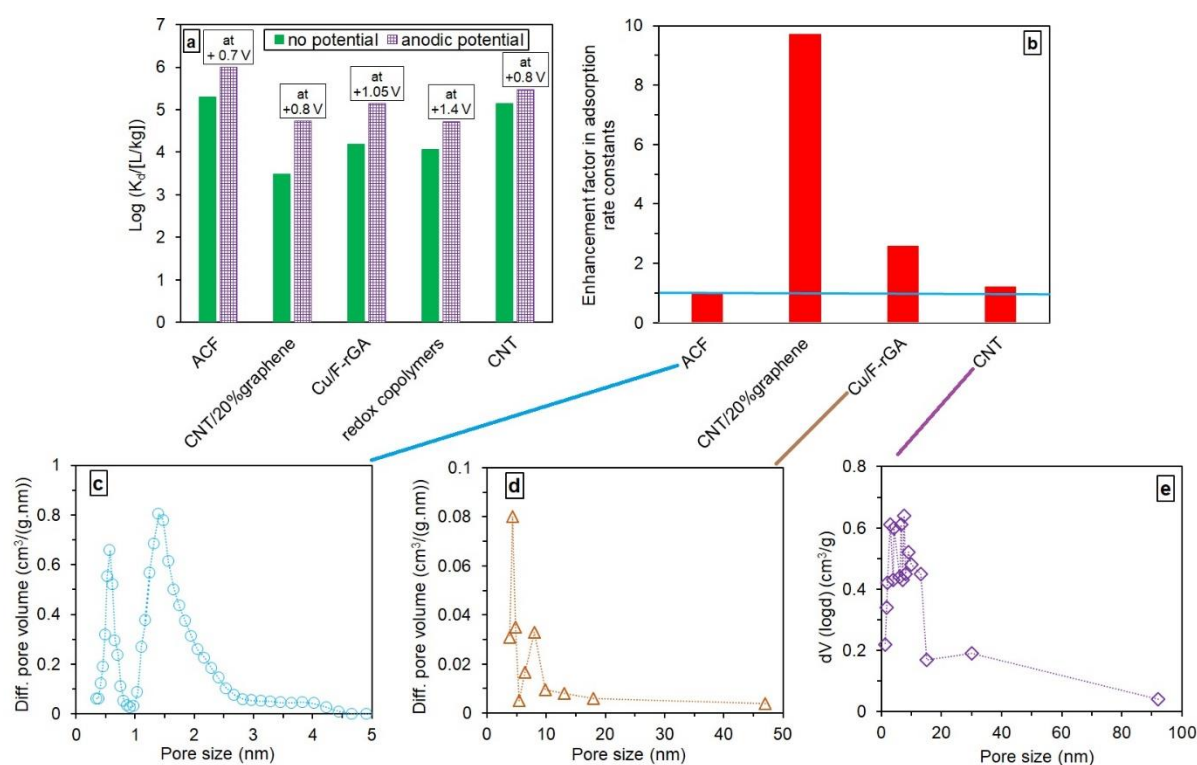 a
no potential
anodic potential
at
+ 0.7 V
at
+0.8 V
at
+1.05 V
at
+1.4 V
at
+0.8 V
Log (Kd/[L/kg)
7
6
5
4
3
2
1
0
ACF
CNT/20%graphene
Cu/F-rGA
redox copolymers
CNT
b
Enhancement factor in adsorption
rate constants
10
8
6
4
2
0
ACF
CNT/20%graphene
Cu/F-rGA
CNT
c
Diff. pore volume (cm³/(g.nm))
1
0.8
0.6
0.4
0.2
0
0 1 2 3 4 5
Pore size (nm)
d
Diff. pore volume (cm³/(g.nm))
0.1
0.08
0.06
0.04
0.02
0
0 10 20 30 40 50
Pore size (nm)
e
dV (logd) (cm³/g)
0.8
0.6
0.4
0.2
0
0 20 40 60 80 100
Pore size (nm)